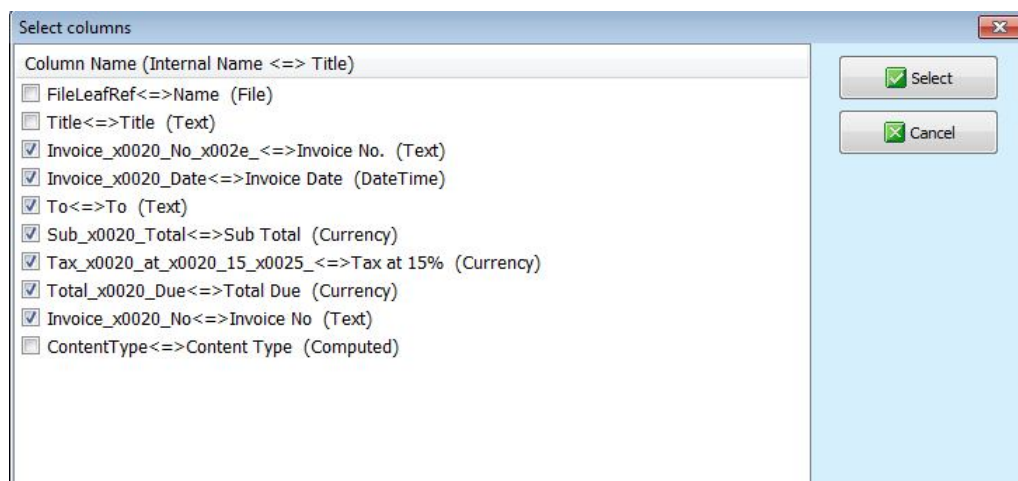 Select columns
Column Name (Internal Name <=> Title)
FileLeafRef<=>Name (File)
Title<=>Title (Text)
Invoice_x0020_No_x002e_<=>Invoice No. (Text)
Invoice_x0020_Date<=>Invoice Date (DateTime)
To<=>To (Text)
Sub_x0020_Total<=>Sub Total (Currency)
Tax_x0020_at_x0020_15_x0025_<=>Tax at 15% (Currency)
Total_x0020_Due<=>Total Due (Currency)
Invoice_x0020_No<=>Invoice No (Text)
ContentType<=>Content Type (Computed)
Select
Cancel